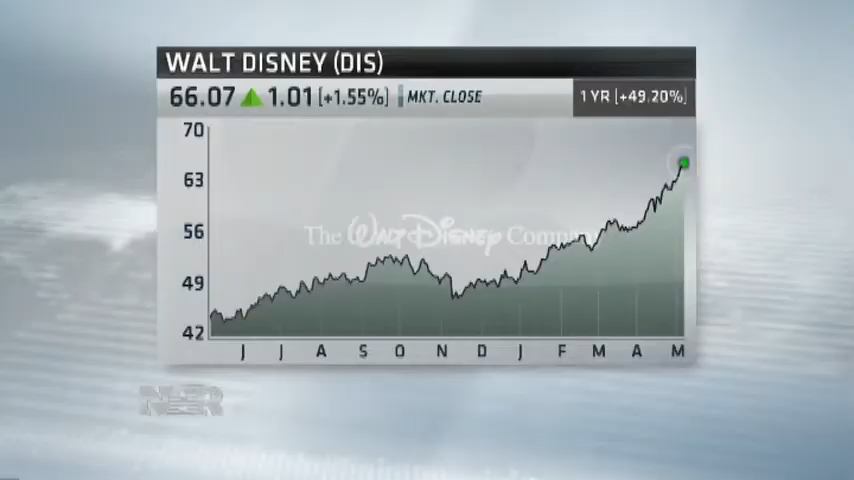 WALT DISNEY (DIS)
66.07 1.01 [+1.55%] MKT. CLOSE 1 YR [+49.20%]
70
63
56
49
42
The WALT DISNEY Company
J J A S O N D J F M A M